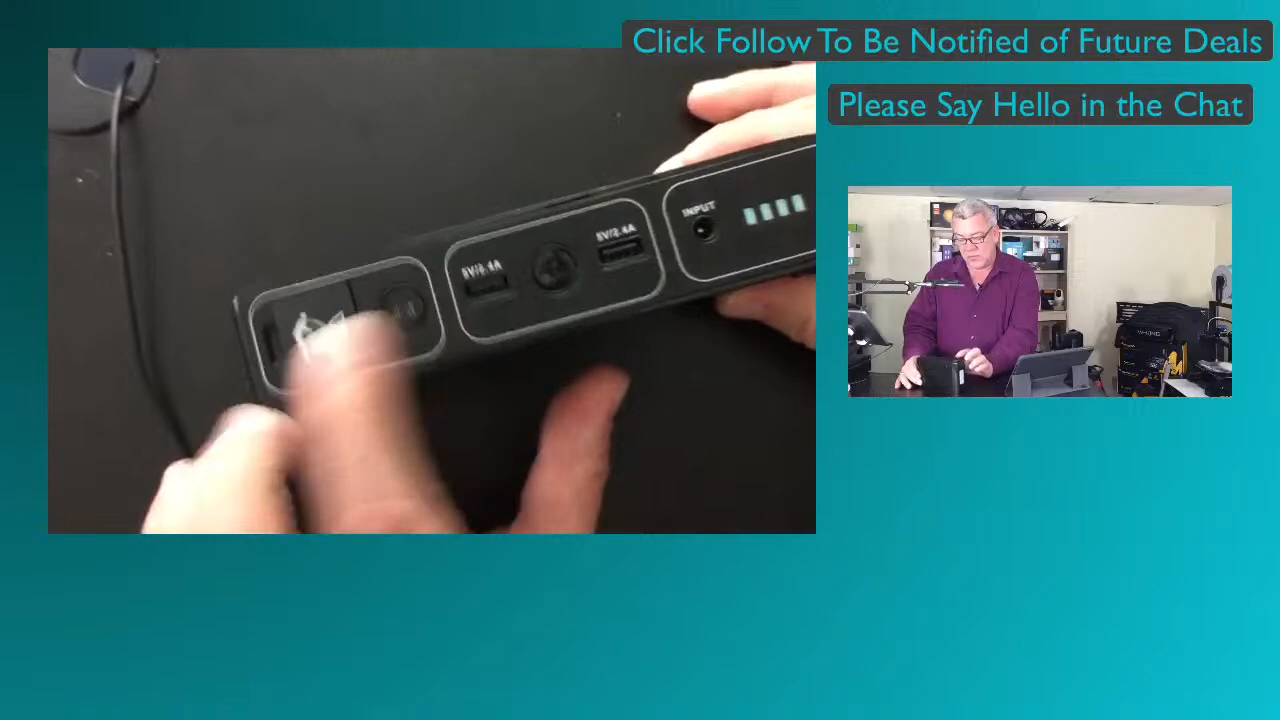 Click Follow To Be Notified of Future Deals
Please Say Hello in the Chat
INPUT
5V/2.4A
5V/2.4A